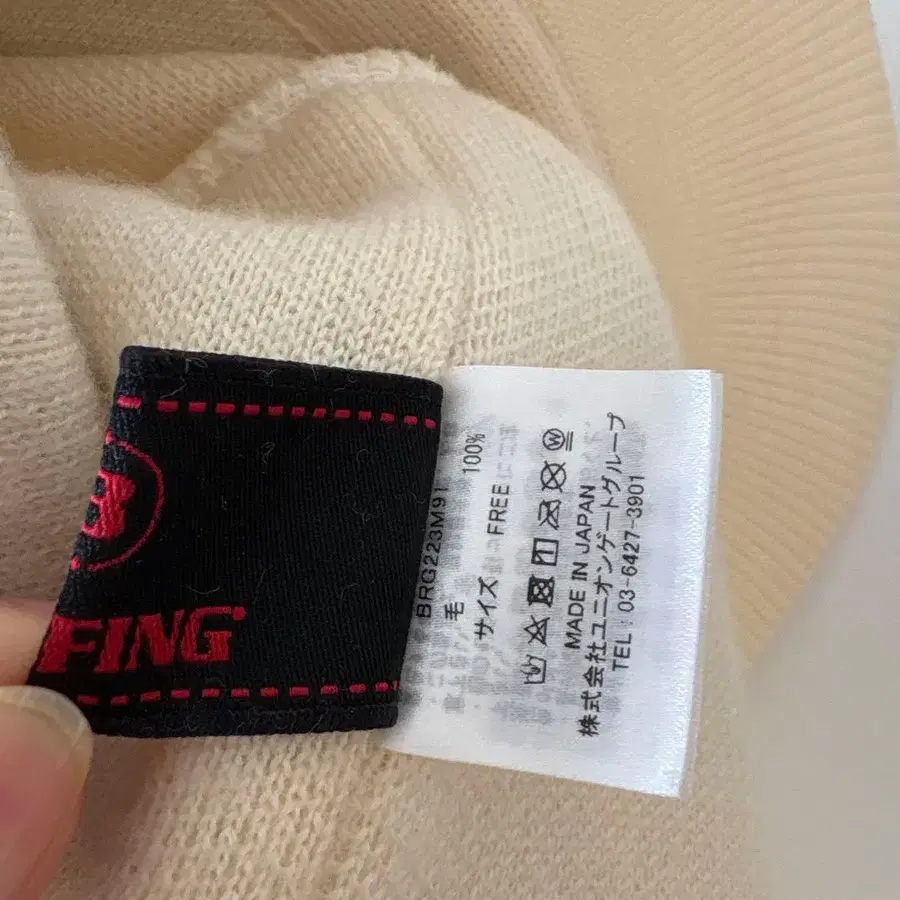 B
FING
BRG223M91
毛 100%
サイズ FREE
MADE IN JAPAN
株式会社ユニオンゲートグループ
TEL : 03-6427-3901